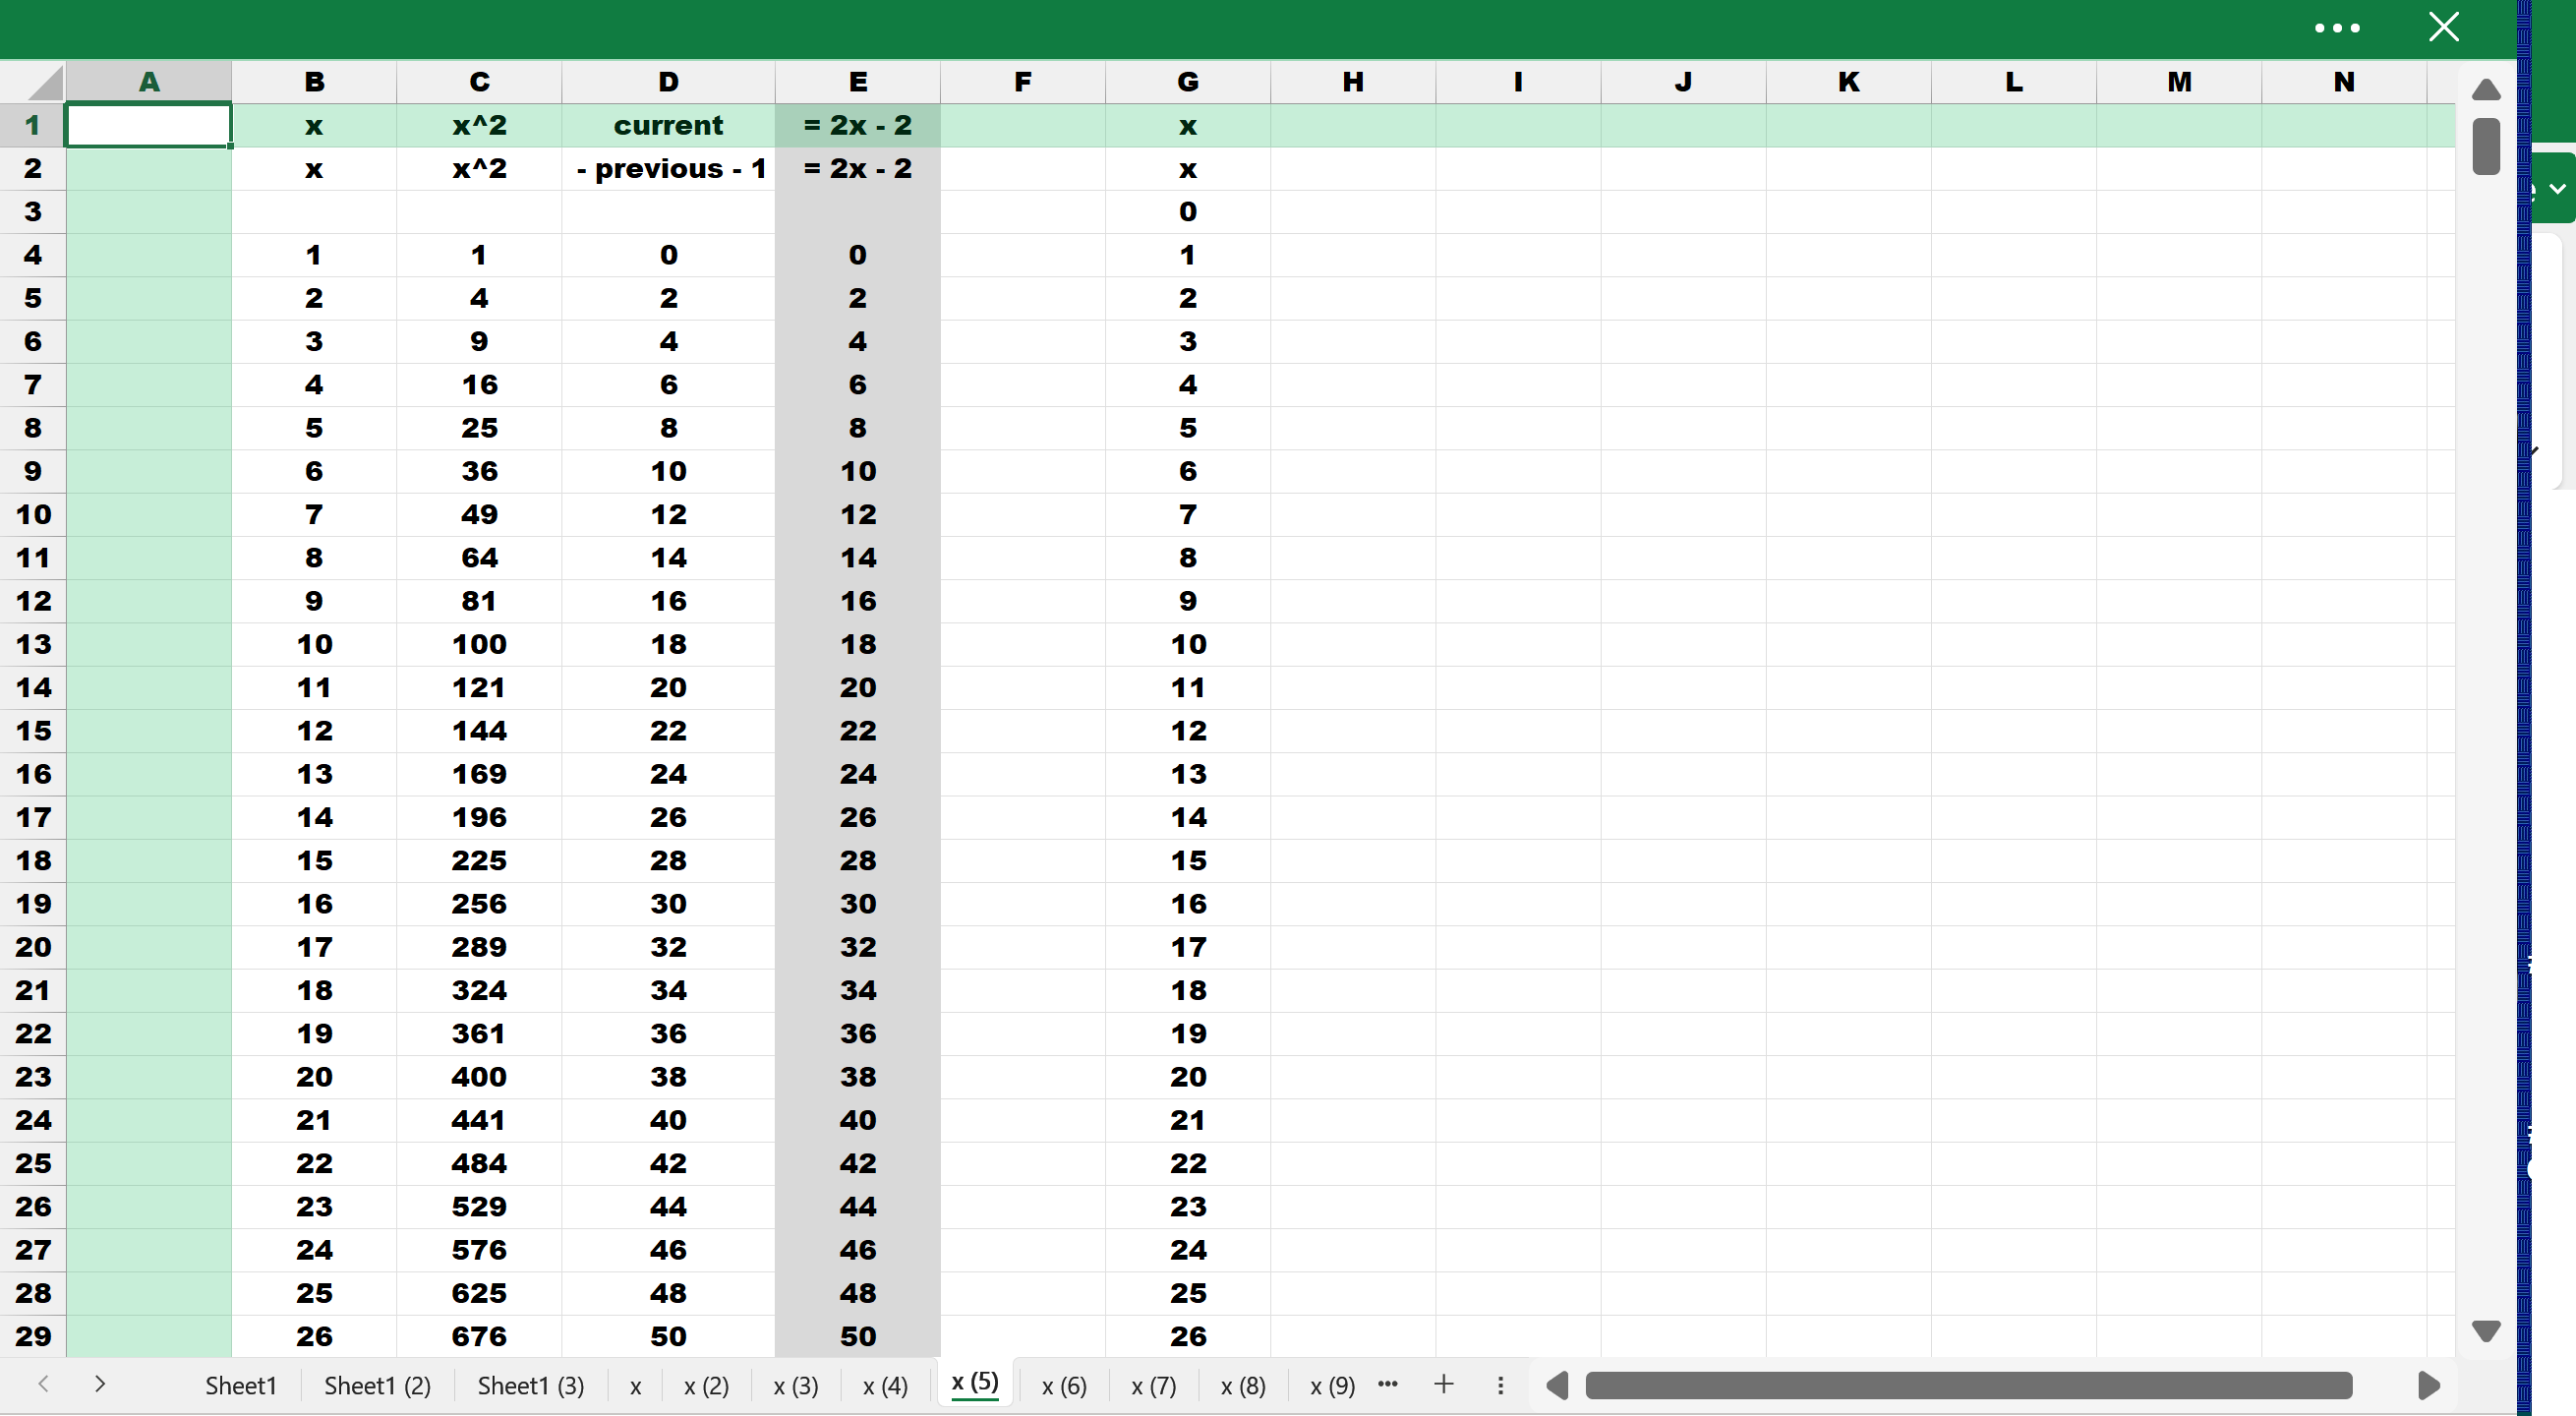 A B C D E F G H I J K L M N
1 x x^2 current = 2x - 2 x
2 x x^2 - previous - 1 = 2x - 2 x
3 0
4 1 1 0 0 1
5 2 4 2 2 2
6 3 9 4 4 3
7 4 16 6 6 4
8 5 25 8 8 5
9 6 36 10 10 6
10 7 49 12 12 7
11 8 64 14 14 8
12 9 81 16 16 9
13 10 100 18 18 10
14 11 121 20 20 11
15 12 144 22 22 12
16 13 169 24 24 13
17 14 196 26 26 14
18 15 225 28 28 15
19 16 256 30 30 16
20 17 289 32 32 17
21 18 324 34 34 18
22 19 361 36 36 19
23 20 400 38 38 20
24 21 441 40 40 21
25 22 484 42 42 22
26 23 529 44 44 23
27 24 576 46 46 24
28 25 625 48 48 25
29 26 676 50 50 26
Sheet1 Sheet1 (2) Sheet1 (3) x x (2) x (3) x (4) x (5) x (6) x (7) x (8) x (9)